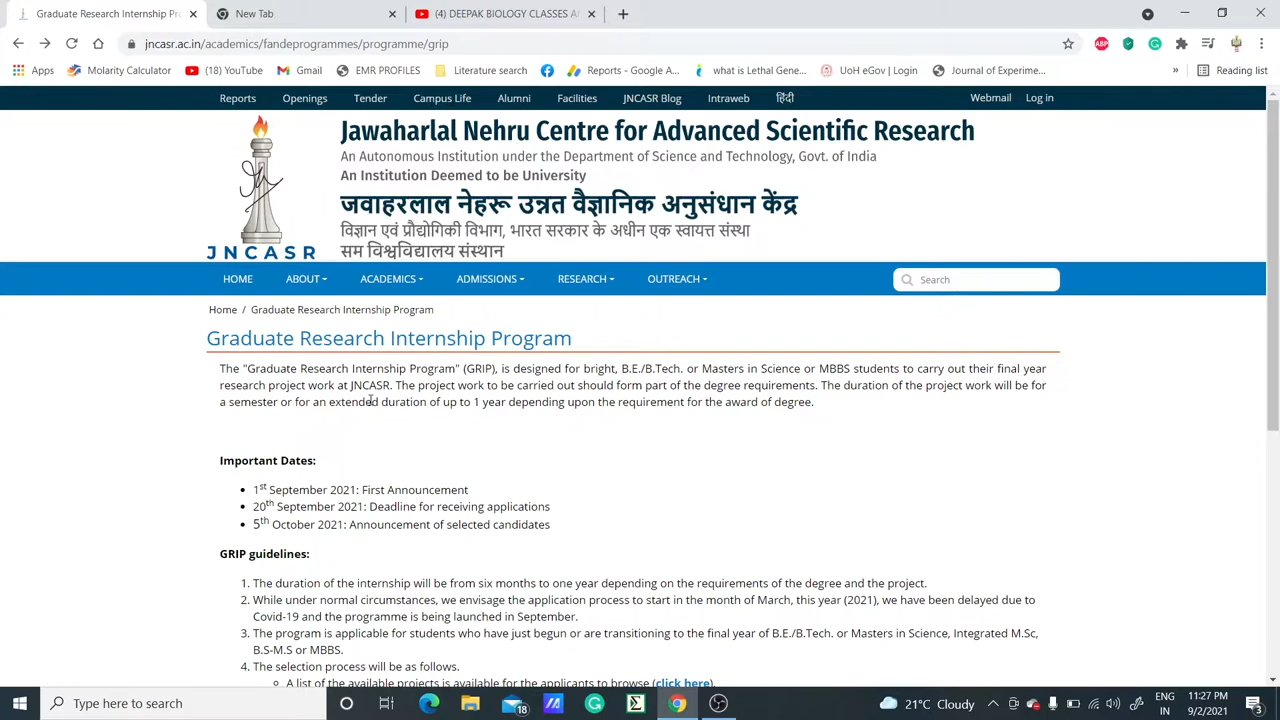 Graduate Research Internship Pr
New Tab
(4) DEEPAK BIOLOGY CLASSES A
jncasr.ac.in/academics/fandeprogrammes/programme/grip
Apps Molarity Calculator (18) YouTube Gmail EMR PROFILES Literature search Reports - Google A... what is Lethal Gene... UoH eGov | Login Journal of Experime... » Reading list
Reports Openings Tender Campus Life Alumni Facilities JNCASR Blog Intraweb हिंदी Webmail Log in
Jawaharlal Nehru Centre for Advanced Scientific Research
An Autonomous Institution under the Department of Science and Technology, Govt. of India
An Institution Deemed to be University
जवाहरलाल नेहरू उन्नत वैज्ञानिक अनुसंधान केंद्र
विज्ञान एवं प्रौद्योगिकी विभाग, भारत सरकार के अधीन एक स्वायत्त संस्था
सम विश्वविद्यालय संस्थान
JNCASR
HOME ABOUT ACADEMICS ADMISSIONS RESEARCH OUTREACH Search
Home / Graduate Research Internship Program
Graduate Research Internship Program
The "Graduate Research Internship Program" (GRIP), is designed for bright, B.E./B.Tech. or Masters in Science or MBBS students to carry out their final year
research project work at JNCASR. The project work to be carried out should form part of the degree requirements. The duration of the project work will be for
a semester or for an extended duration of up to 1 year depending upon the requirement for the award of degree.
Important Dates:
• 1st September 2021: First Announcement
• 20th September 2021: Deadline for receiving applications
• 5th October 2021: Announcement of selected candidates
GRIP guidelines:
1. The duration of the internship will be from six months to one year depending on the requirements of the degree and the project.
2. While under normal circumstances, we envisage the application process to start in the month of March, this year (2021), we have been delayed due to
Covid-19 and the programme is being launched in September.
3. The program is applicable for students who have just begun or are transitioning to the final year of B.E./B.Tech. or Masters in Science, Integrated M.Sc,
B.S-M.S or MBBS.
4. The selection process will be as follows.
A list of the available projects is available for the applicants to browse (click here).
Type here to search
18
21°C Cloudy
ENG
IN
11:27 PM
9/2/2021
3